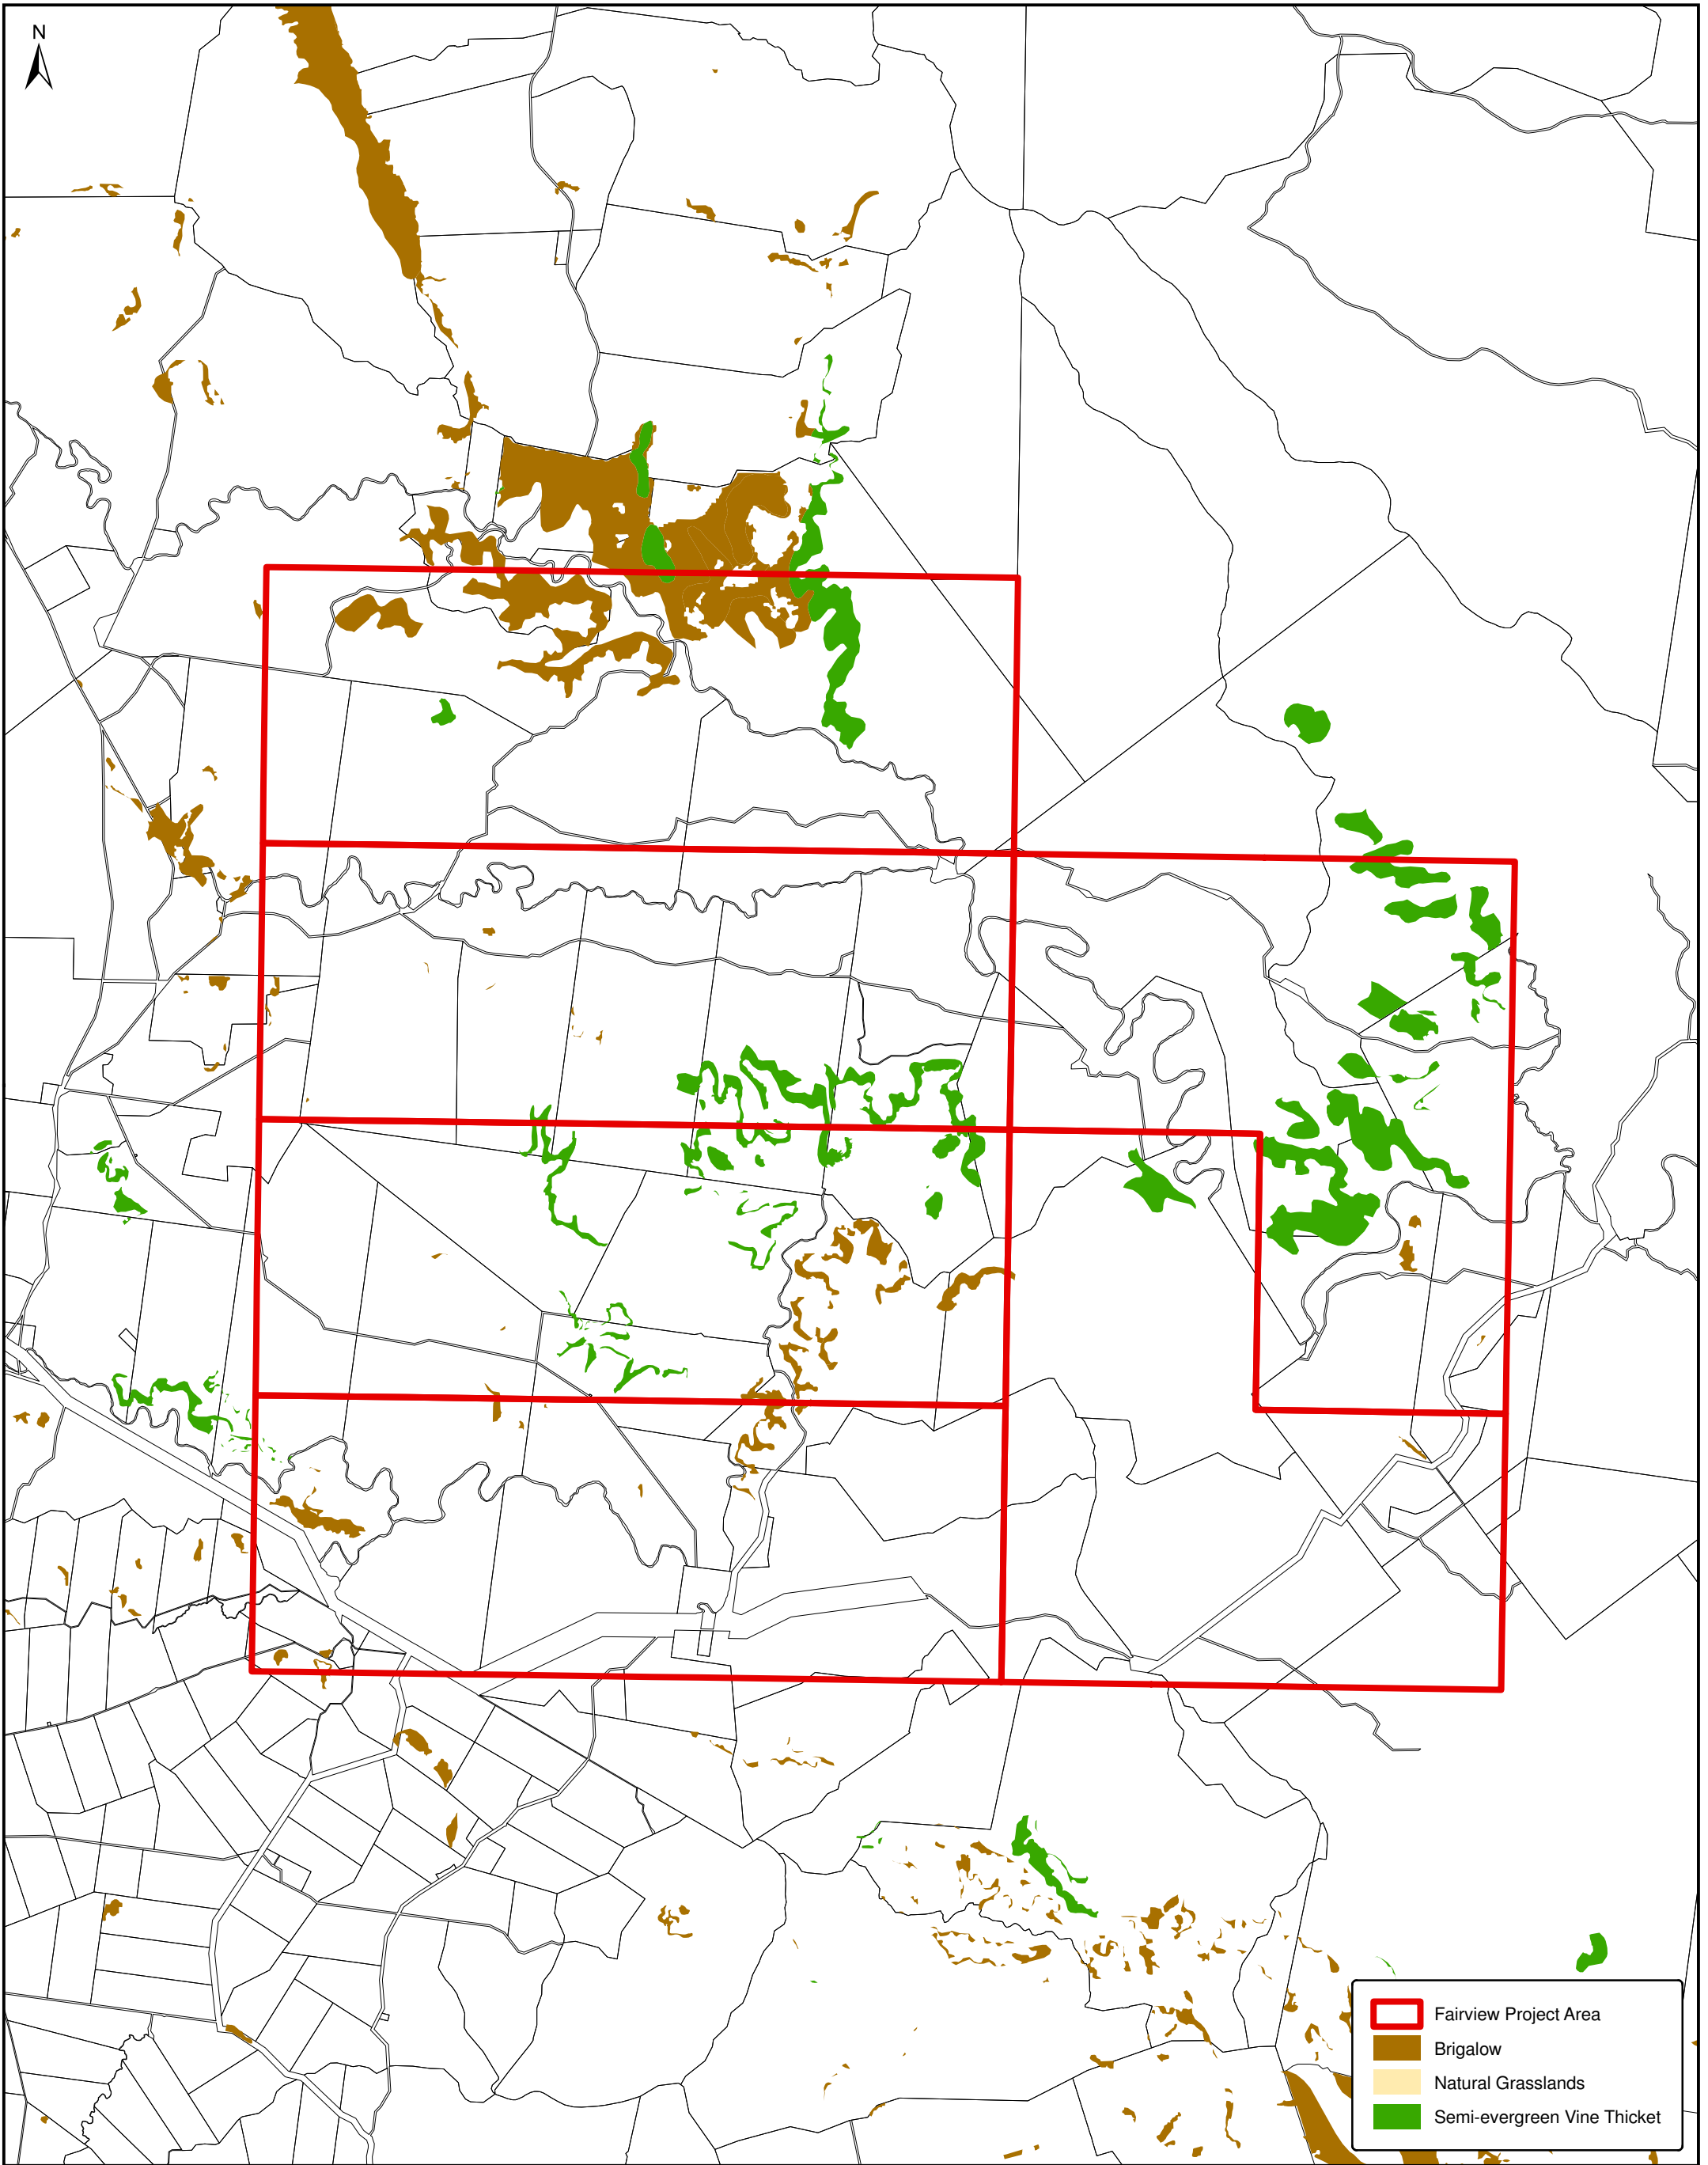 N
Fairview Project Area
Brigalow
Natural Grasslands
Semi-evergreen Vine Thicket